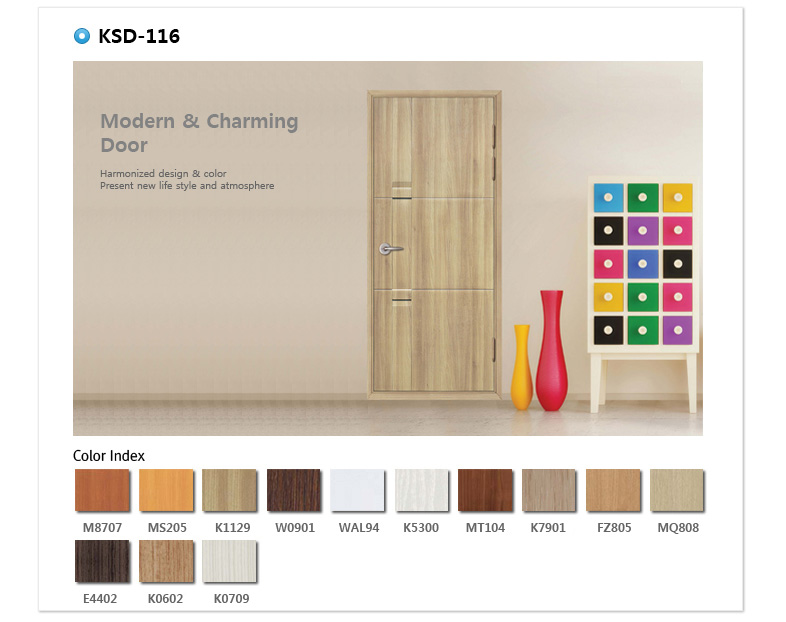 KSD-116
Modern & Charming
Door
Harmonized design & color
Present new life style and atmosphere
Color Index
M8707 MS205 K1129 W0901 WAL94 K5300 MT104 K7901 FZ805 MQ808
E4402 K0602 K0709